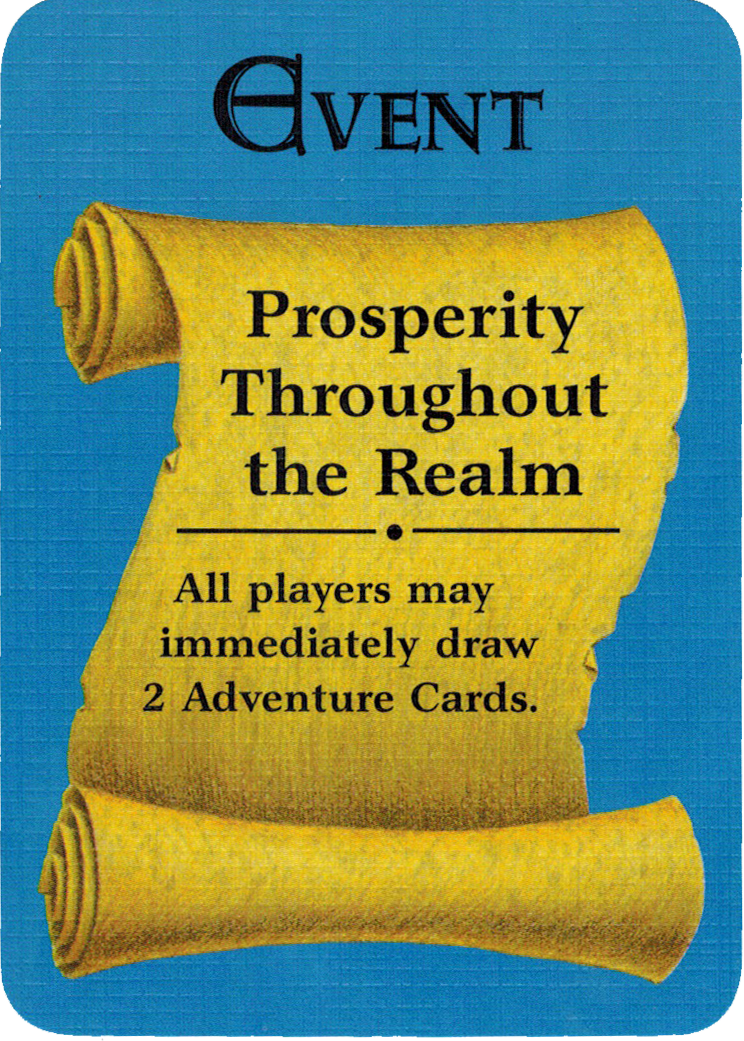 Event
Prosperity
Throughout
the Realm
All players may
immediately draw
2 Adventure Cards.